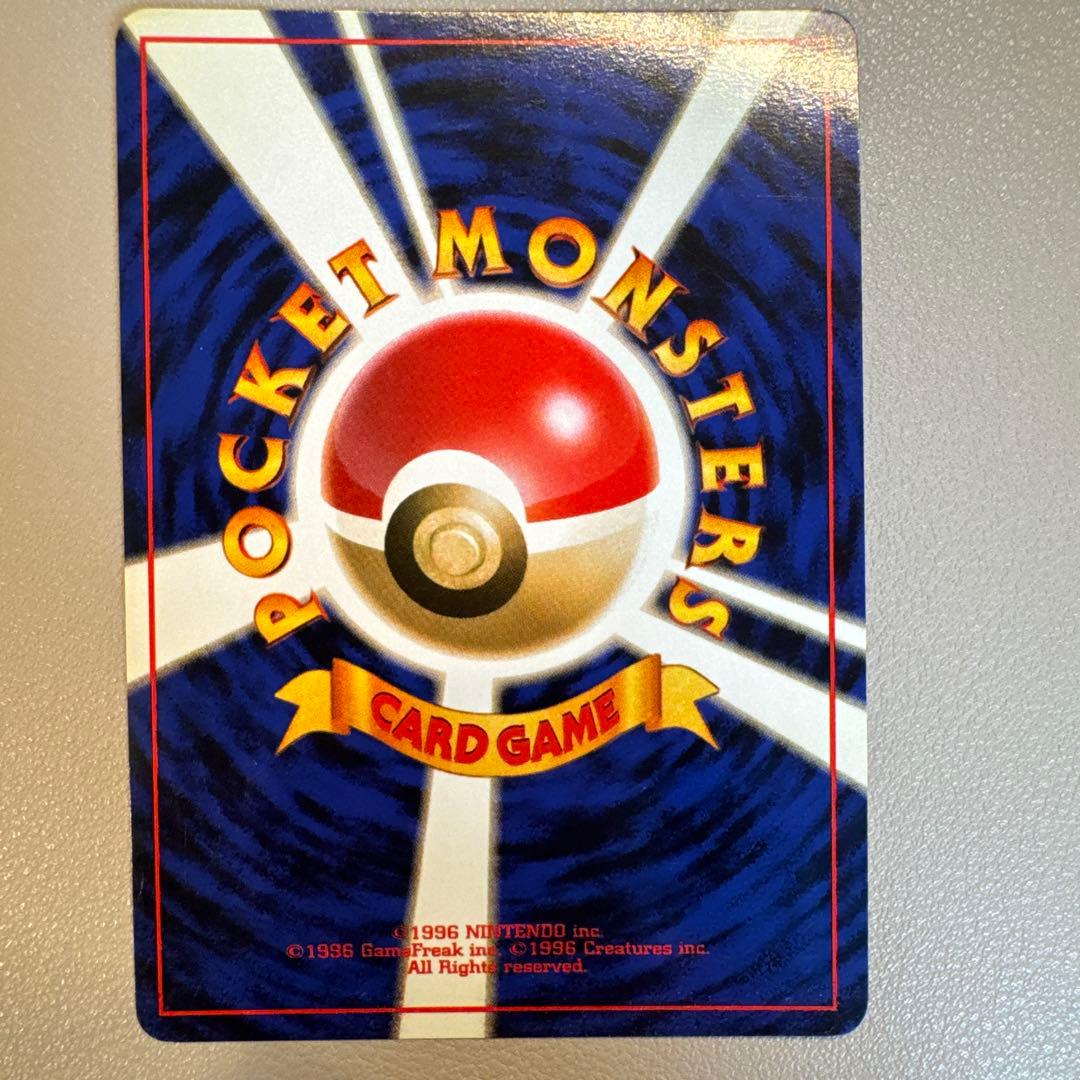 POCKET MONSTERS
CARD GAME
©1996 NINTENDO inc.
©1996 GameFreak inc. ©1996 Creatures inc.
All Rights reserved.